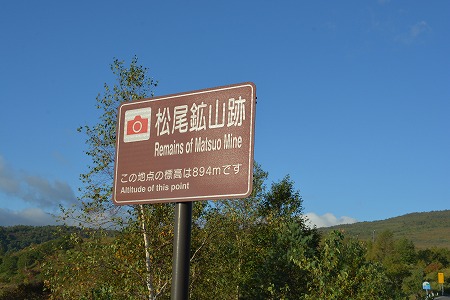 松尾鉱山跡
Remains of Matsuo Mine
この地点の標高は894mです
Altitude of this point